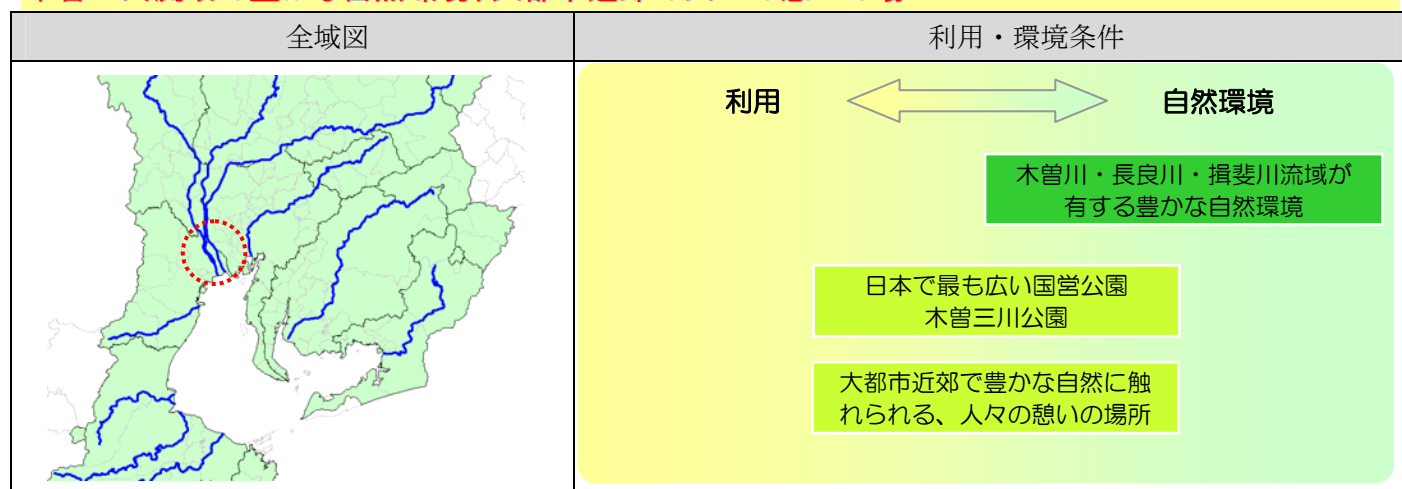 全域図
利用・環境条件
利用
自然環境
木曽川・長良川・揖斐川流域が
有する豊かな自然環境
日本で最も広い国営公園
木曽三川公園
大都市近郊で豊かな自然に触
れられる、人々の憩いの場所